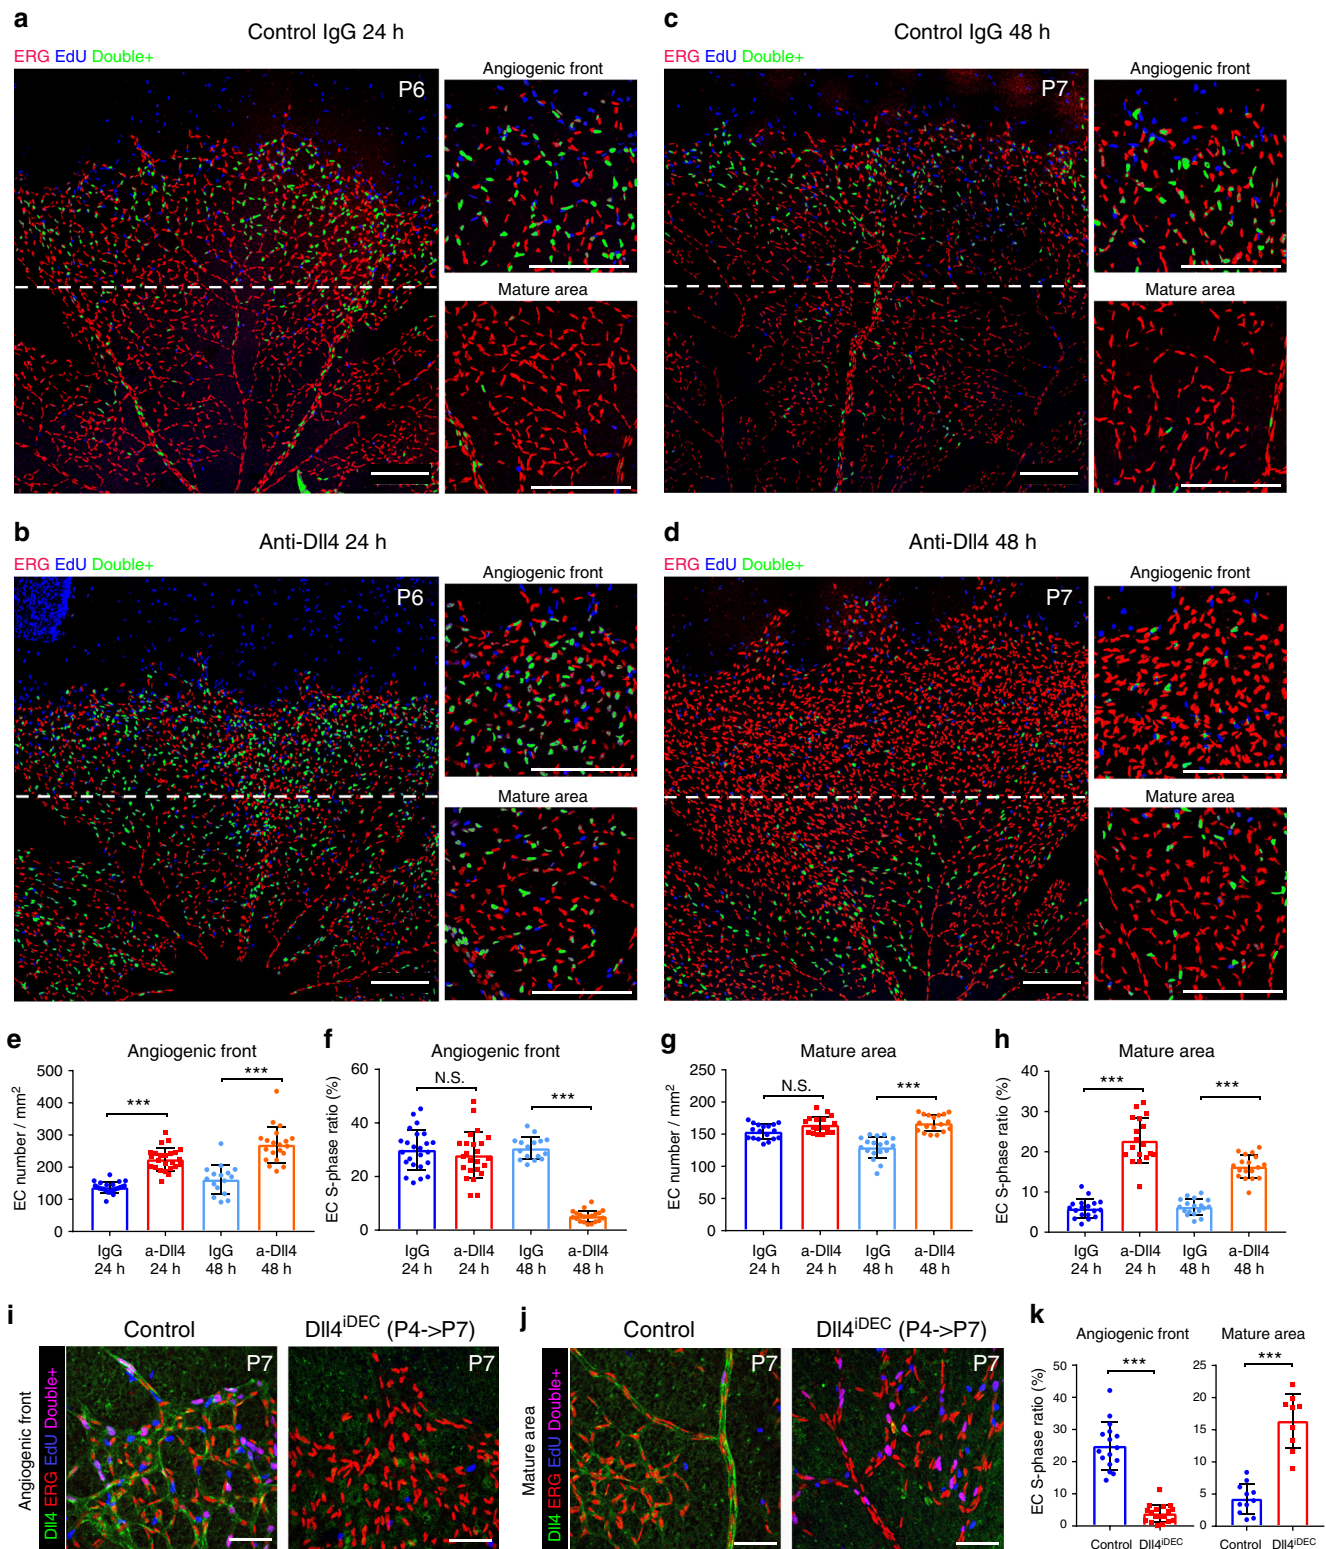 a
Control IgG 24 h
ERG EdU Double+
P6
Angiogenic front
Mature area
c
Control IgG 48 h
ERG EdU Double+
P7
Angiogenic front
Mature area
b
Anti-Dll4 24 h
ERG EdU Double+
P6
Angiogenic front
Mature area
d
Anti-Dll4 48 h
ERG EdU Double+
P7
Angiogenic front
Mature area
e
Angiogenic front
EC number / mm²
500
400
300
200
100
0
***
***
IgG 24 h
a-Dll4 24 h
IgG 48 h
a-Dll4 48 h
f
Angiogenic front
EC S-phase ratio (%)
60
40
20
0
N.S.
***
IgG 24 h
a-Dll4 24 h
IgG 48 h
a-Dll4 48 h
g
Mature area
EC number / mm²
250
200
150
100
50
0
N.S.
***
IgG 24 h
a-Dll4 24 h
IgG 48 h
a-Dll4 48 h
h
Mature area
EC S-phase ratio (%)
40
30
20
10
0
***
***
IgG 24 h
a-Dll4 24 h
IgG 48 h
a-Dll4 48 h
i
Control
Dll4iDEC (P4->P7)
Angiogenic front
Dll4 ERG EdU Double+
P7
P7
j
Control
Dll4iDEC (P4->P7)
Mature area
Dll4 ERG EdU Double+
P7
P7
k
Angiogenic front
EC S-phase ratio (%)
50
40
30
20
10
0
***
Control
Dll4iDEC
Mature area
25
20
15
10
5
0
***
Control
Dll4iDEC